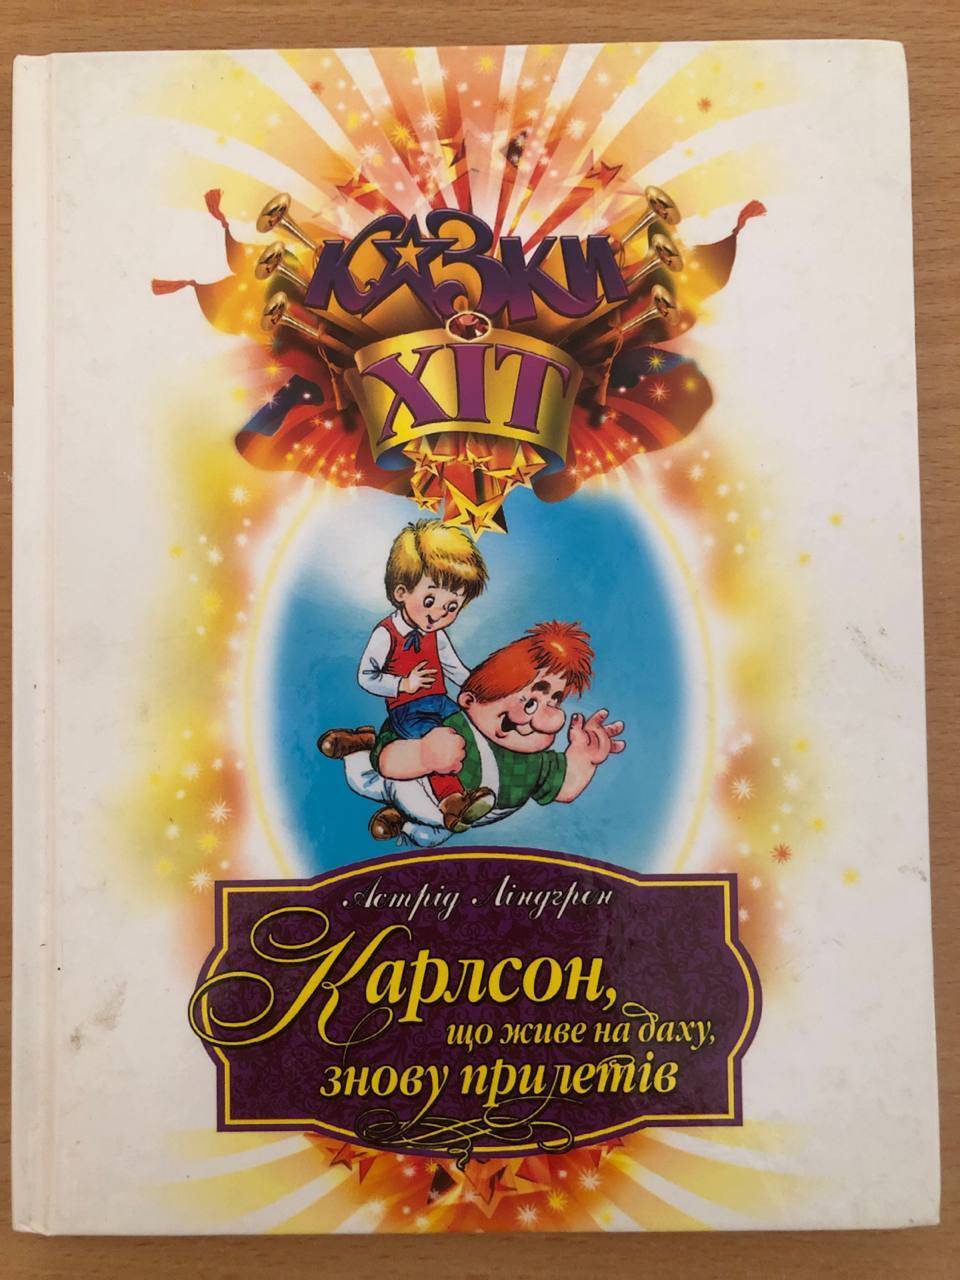 Казки
ХІТ
Астрід Ліндгрен
Карлсон,
що живе на даху,
знову прилетів